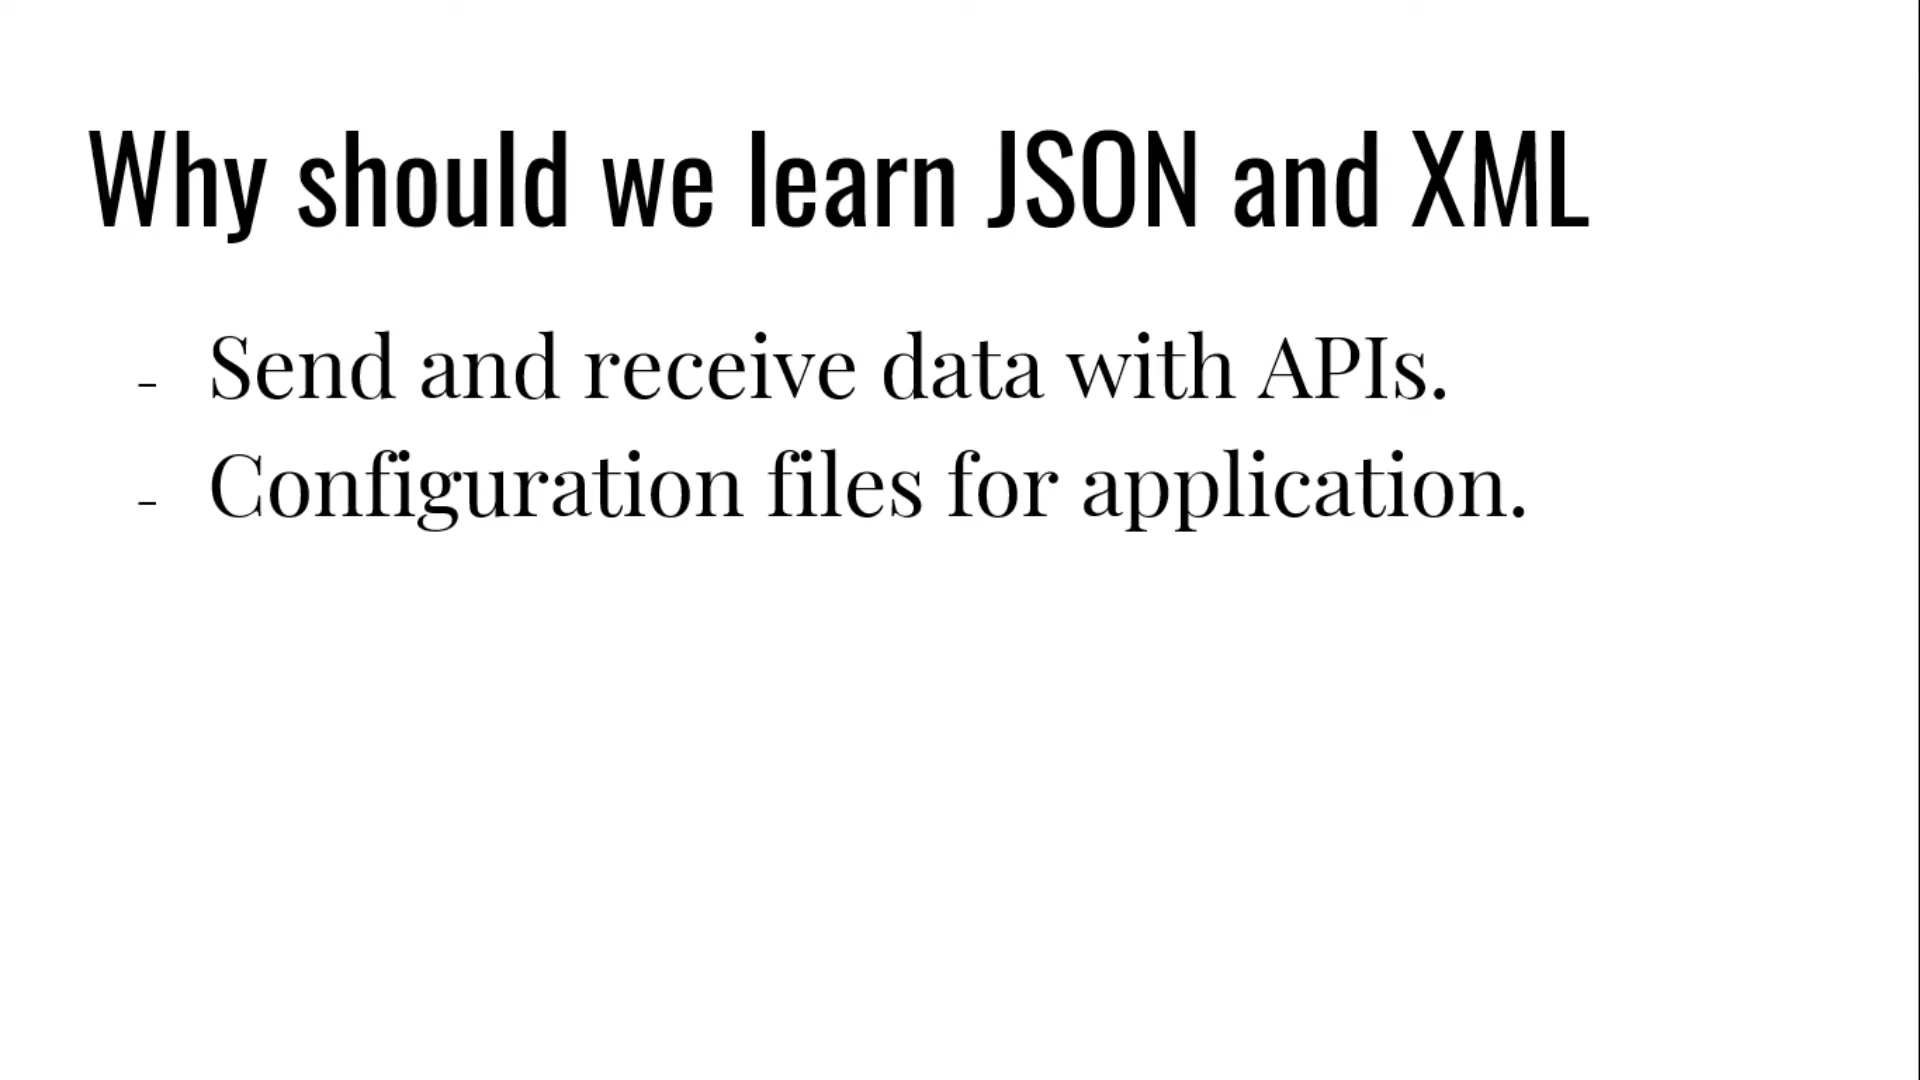 Why should we learn JSON and XML
- Send and receive data with APIs.
- Configuration files for application.